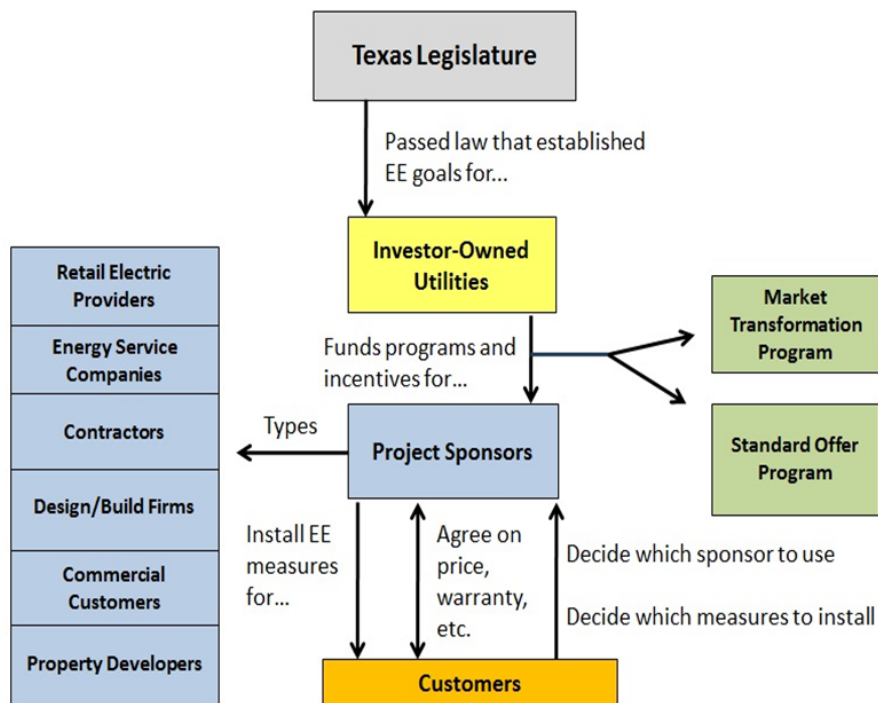 Texas Legislature
Passed law that established
EE goals for...
Investor-Owned
Utilities
Funds programs and
incentives for...
Market
Transformation
Program
Standard Offer
Program
Project Sponsors
Types
Retail Electric
Providers
Energy Service
Companies
Contractors
Design/Build Firms
Commercial
Customers
Property Developers
Install EE
measures
for...
Agree on
price,
warranty,
etc.
Decide which sponsor to use
Decide which measures to install
Customers